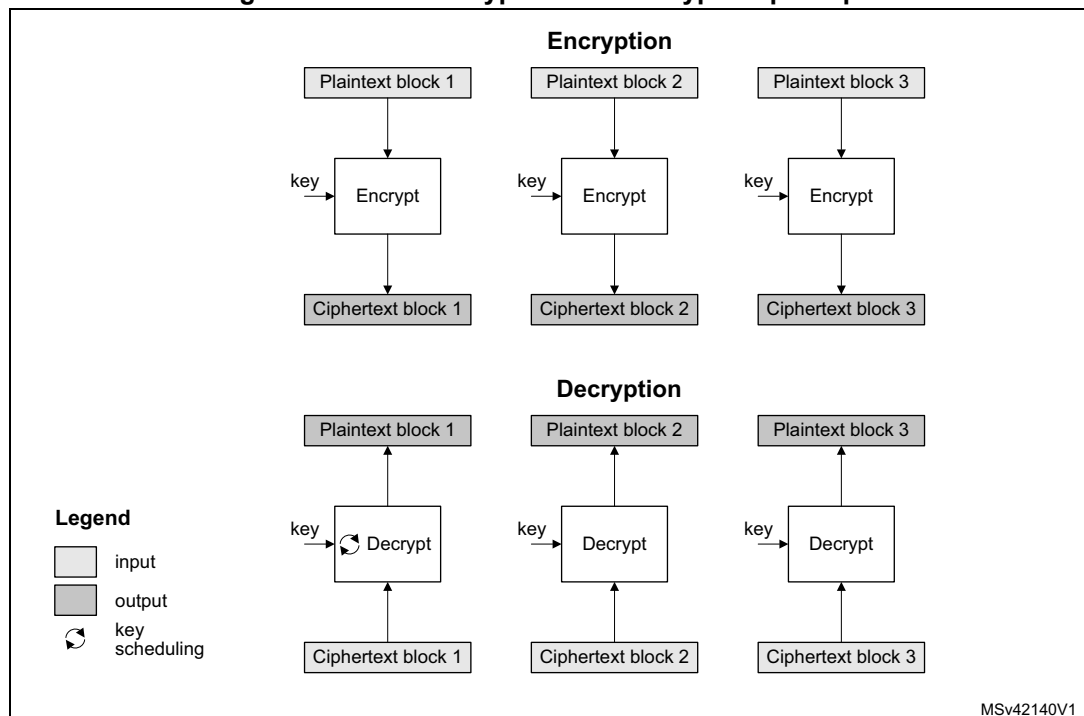 Encryption
Plaintext block 1 Plaintext block 2 Plaintext block 3
key Encrypt key Encrypt key Encrypt
Ciphertext block 1 Ciphertext block 2 Ciphertext block 3
Decryption
Plaintext block 1 Plaintext block 2 Plaintext block 3
key Decrypt key Decrypt key Decrypt
Ciphertext block 1 Ciphertext block 2 Ciphertext block 3
Legend
input
output
key
scheduling
MSv42140V1